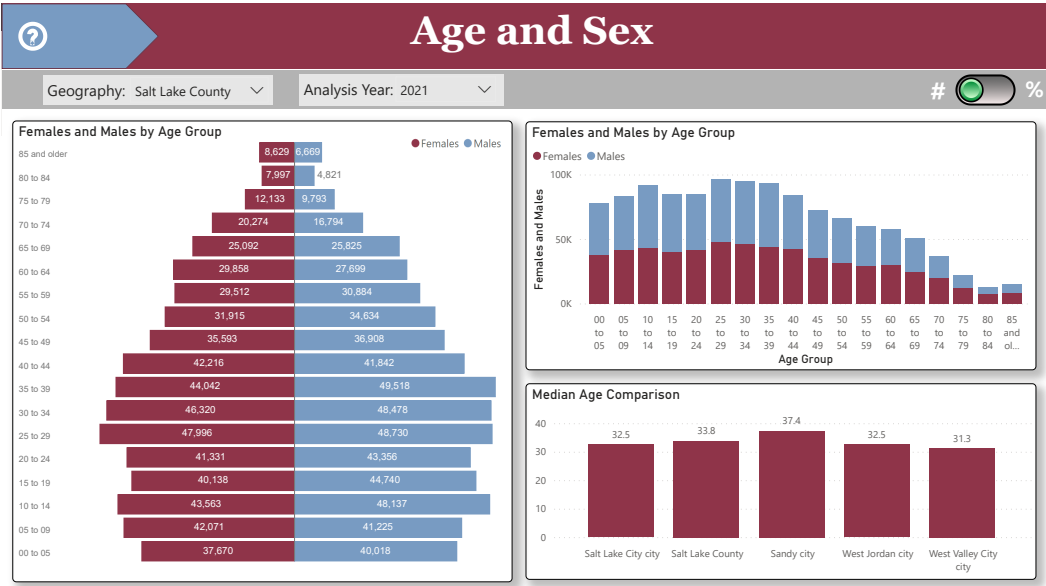 Age and Sex
Geography: Salt Lake County
Analysis Year: 2021
# %
Females and Males by Age Group
Females Males
85 and older 8,629 6,669
80 to 84 7,997 4,821
75 to 79 12,133 9,793
70 to 74 20,274 16,794
65 to 69 25,092 25,825
60 to 64 29,858 27,699
55 to 59 29,512 30,884
50 to 54 31,915 34,634
45 to 49 35,593 36,908
40 to 44 42,216 41,842
35 to 39 44,042 49,518
30 to 34 46,320 48,478
25 to 29 47,996 48,730
20 to 24 41,331 43,356
15 to 19 40,138 44,740
10 to 14 43,563 48,137
05 to 09 42,071 41,225
00 to 05 37,670 40,018
Females and Males by Age Group
Females Males
Females and Males
100K
50K
0K
00 05 10 15 20 25 30 35 40 45 50 55 60 65 70 75 80 85
to to to to to to to to to to to to to to to to to and
05 09 14 19 24 29 34 39 44 49 54 59 64 69 74 79 84 ol...
Age Group
Median Age Comparison
40
30
20
10
0
32.5 33.8 37.4 32.5 31.3
Salt Lake City city Salt Lake County Sandy city West Jordan city West Valley City
city